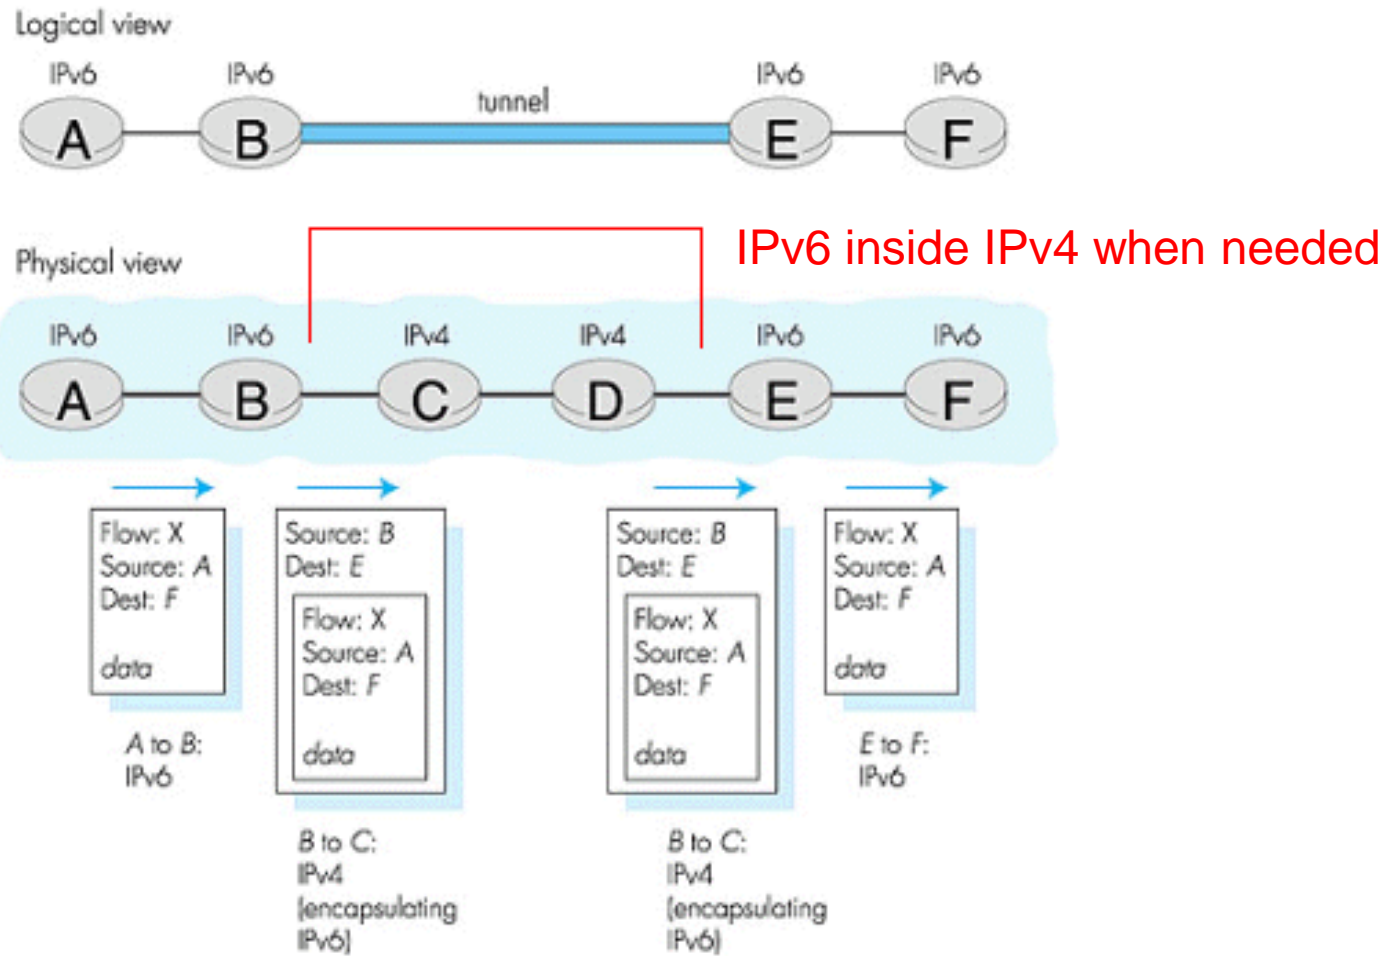 Logical view
IPv6 IPv6 IPv6 IPv6
tunnel
A B E F
IPv6 inside IPv4 when needed
Physical view
IPv6 IPv6 IPv4 IPv4 IPv6 IPv6
A B C D E F
Flow: X
Source: A
Dest: F
data
A to B:
IPv6
Source: B
Dest: E
Flow: X
Source: A
Dest: F
data
B to C:
IPv4
(encapsulating
IPv6)
Source: B
Dest: E
Flow: X
Source: A
Dest: F
data
B to C:
IPv4
(encapsulating
IPv6)
Flow: X
Source: A
Dest: F
data
E to F:
IPv6